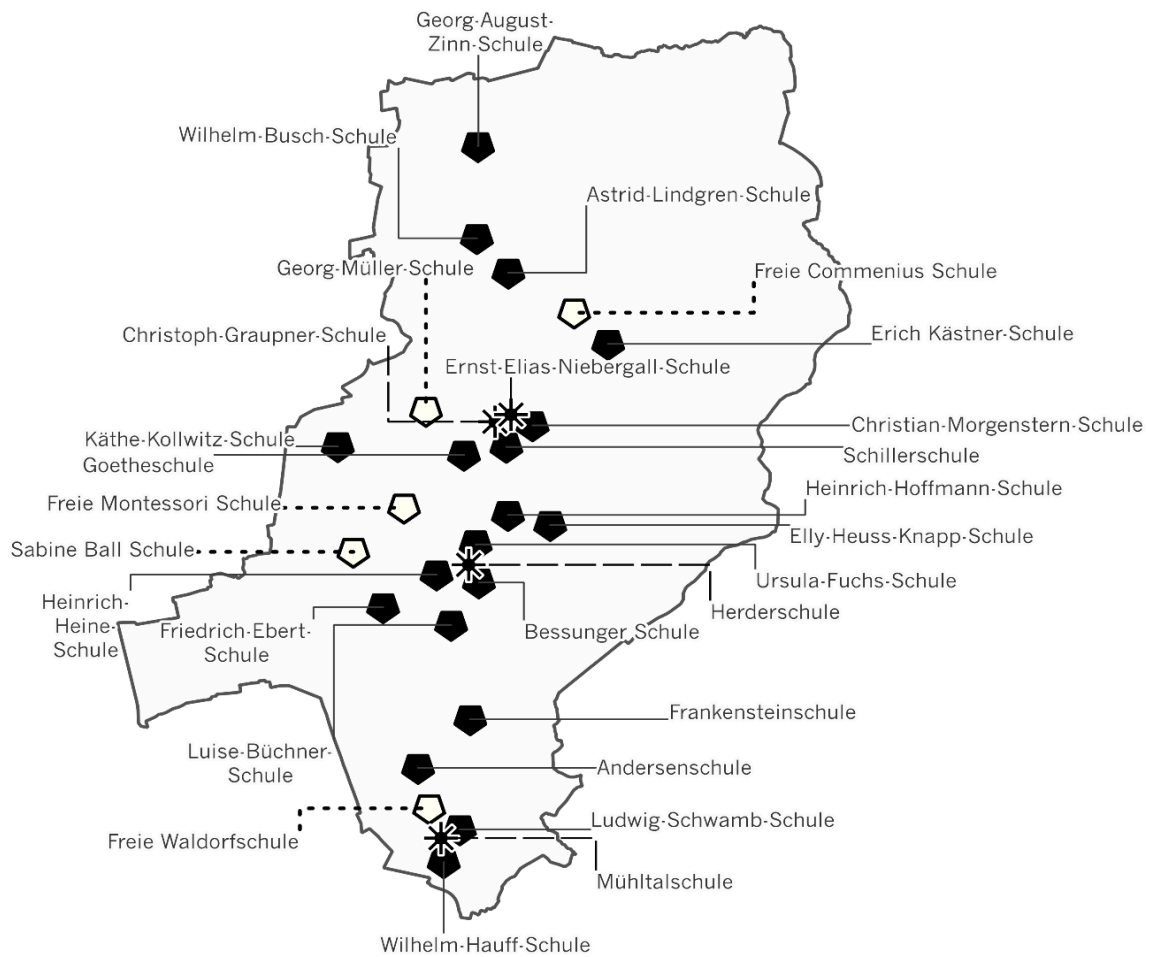 Georg-August-
Zinn-Schule
Wilhelm-Busch-Schule
Astrid-Lindgren-Schule
Georg-Müller-Schule
Freie Commenius Schule
Christoph-Graupner-Schule
Erich Kästner-Schule
Ernst-Elias-Niebergall-Schule
Christian-Morgenstern-Schule
Käthe-Kollwitz-Schule
Goetheschule
Schillerschule
Heinrich-Hoffmann-Schule
Freie Montessori Schule
Elly-Heuss-Knapp-Schule
Sabine Ball Schule
Ursula-Fuchs-Schule
Heinrich-
Heine-
Schule
Herderschule
Friedrich-Ebert-
Schule
Bessunger Schule
Frankensteinschule
Luise-Büchner-
Schule
Andersenschule
Ludwig-Schwamb-Schule
Freie Waldorfschule
Mühltalschule
Wilhelm-Hauff-Schule